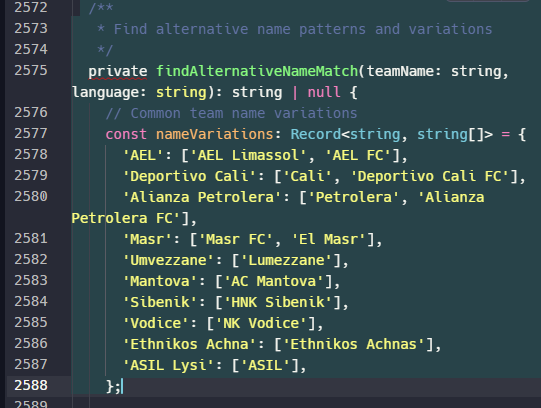 2572 /**
2573 * Find alternative name patterns and variations
2574 */
2575 private findAlternativeNameMatch(teamName: string,
language: string): string | null {
2576 // Common team name variations
2577 const nameVariations: Record<string, string[]> = {
2578 'AEL': ['AEL Limassol', 'AEL FC'],
2579 'Deportivo Cali': ['Cali', 'Deportivo Cali FC'],
2580 'Alianza Petrolera': ['Petrolera', 'Alianza
Petrolera FC'],
2581 'Masr': ['Masr FC', 'El Masr'],
2582 'Umvezzane': ['Lumezzane'],
2583 'Mantova': ['AC Mantova'],
2584 'Sibenik': ['HNK Sibenik'],
2585 'Vodice': ['NK Vodice'],
2586 'Ethnikos Achna': ['Ethnikos Achnas'],
2587 'ASIL Lysi': ['ASIL'],
2588 };
2589